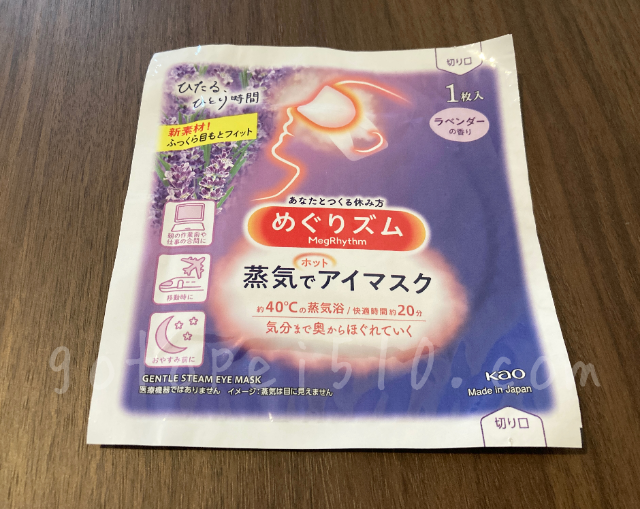 切り口
ひたる、
ひとり時間
1枚入
ラベンダー
の香り
新素材!
ふっくら目もとフィット
あなたとつくる休み方
めぐりズム
MegRhythm
ホット
蒸気でアイマスク
約40℃の蒸気浴/快適時間約20分
気分まで奥からほぐれていく
仕事の合間に
移動時に
おやすみ前に
GENTLE STEAM EYE MASK
医療機器ではありません イメージ:蒸気は目に見えません
Kao
Made in Japan
切り口